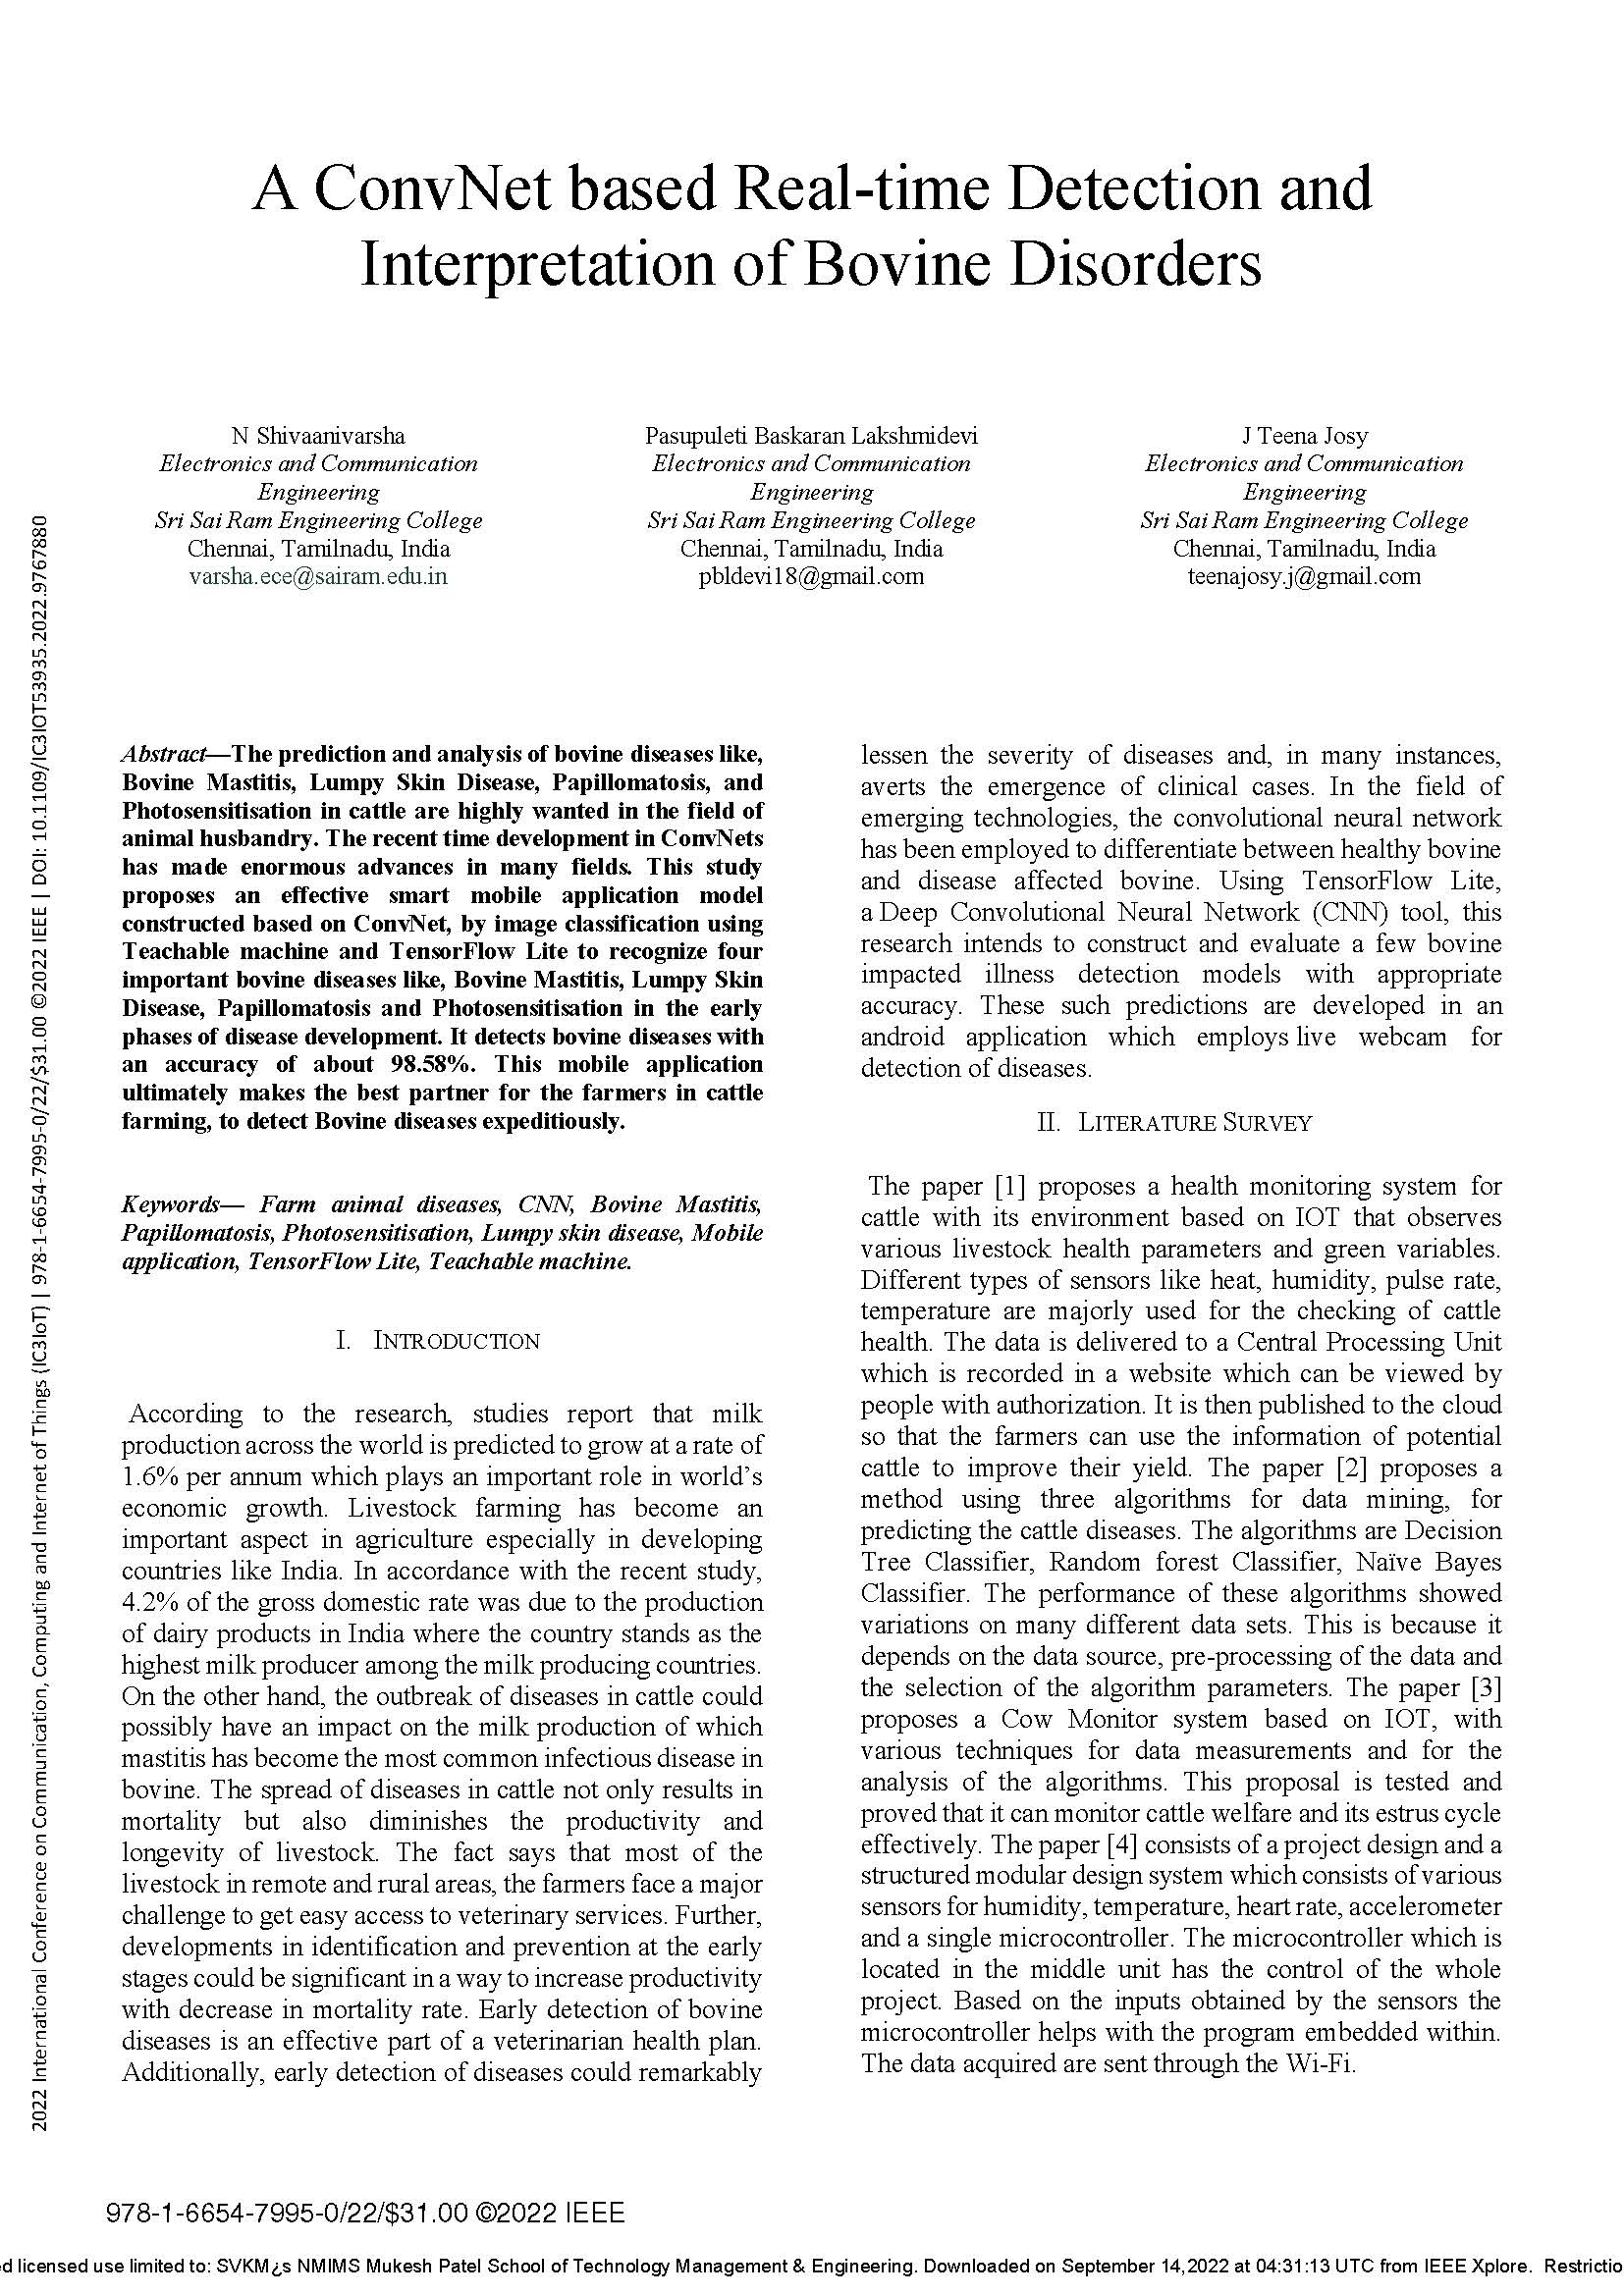 A ConvNet based Real-time Detection and
Interpretation of Bovine Disorders
N Shivaanivarsha
Electronics and Communication
Engineering
Sri Sai Ram Engineering College
Chennai, Tamilnadu, India
varsha.ece@sairam.edu.in
Pasupuleti Baskaran Lakshmidevi
Electronics and Communication
Engineering
Sri Sai Ram Engineering College
Chennai, Tamilnadu, India
pbldevi18@gmail.com
J Teena Josy
Electronics and Communication
Engineering
Sri Sai Ram Engineering College
Chennai, Tamilnadu, India
teenajosy.j@gmail.com
2022 International Conference on Communication, Computing and Internet of Things (IC3IoT) | 978-1-6654-7995-0/22/$31.00 ©2022 IEEE | DOI: 10.1109/IC3IOT53935.2022.9767880
Abstract—The prediction and analysis of bovine diseases like,
Bovine Mastitis, Lumpy Skin Disease, Papillomatosis, and
Photosensitisation in cattle are highly wanted in the field of
animal husbandry. The recent time development in ConvNets
has made enormous advances in many fields. This study
proposes an effective smart mobile application model
constructed based on ConvNet, by image classification using
Teachable machine and TensorFlow Lite to recognize four
important bovine diseases like, Bovine Mastitis, Lumpy Skin
Disease, Papillomatosis and Photosensitisation in the early
phases of disease development. It detects bovine diseases with
an accuracy of about 98.58%. This mobile application
ultimately makes the best partner for the farmers in cattle
farming, to detect Bovine diseases expeditiously.
Keywords— Farm animal diseases, CNN, Bovine Mastitis,
Papillomatosis, Photosensitisation, Lumpy skin disease, Mobile
application, TensorFlow Lite, Teachable machine.
I. INTRODUCTION
According to the research, studies report that milk
production across the world is predicted to grow at a rate of
1.6% per annum which plays an important role in world's
economic growth. Livestock farming has become an
important aspect in agriculture especially in developing
countries like India. In accordance with the recent study,
4.2% of the gross domestic rate was due to the production
of dairy products in India where the country stands as the
highest milk producer among the milk producing countries.
On the other hand, the outbreak of diseases in cattle could
possibly have an impact on the milk production of which
mastitis has become the most common infectious disease in
bovine. The spread of diseases in cattle not only results in
mortality but also diminishes the productivity and
longevity of livestock. The fact says that most of the
livestock in remote and rural areas, the farmers face a major
challenge to get easy access to veterinary services. Further,
developments in identification and prevention at the early
stages could be significant in a way to increase productivity
with decrease in mortality rate. Early detection of bovine
diseases is an effective part of a veterinarian health plan.
Additionally, early detection of diseases could remarkably
lessen the severity of diseases and, in many instances,
averts the emergence of clinical cases. In the field of
emerging technologies, the convolutional neural network
has been employed to differentiate between healthy bovine
and disease affected bovine. Using TensorFlow Lite,
a Deep Convolutional Neural Network (CNN) tool, this
research intends to construct and evaluate a few bovine
impacted illness detection models with appropriate
accuracy. These such predictions are developed in an
android application which employs live webcam for
detection of diseases.
II. LITERATURE SURVEY
The paper [1] proposes a health monitoring system for
cattle with its environment based on IOT that observes
various livestock health parameters and green variables.
Different types of sensors like heat, humidity, pulse rate,
temperature are majorly used for the checking of cattle
health. The data is delivered to a Central Processing Unit
which is recorded in a website which can be viewed by
people with authorization. It is then published to the cloud
so that the farmers can use the information of potential
cattle to improve their yield. The paper [2] proposes a
method using three algorithms for data mining, for
predicting the cattle diseases. The algorithms are Decision
Tree Classifier, Random forest Classifier, Naïve Bayes
Classifier. The performance of these algorithms showed
variations on many different data sets. This is because it
depends on the data source, pre-processing of the data and
the selection of the algorithm parameters. The paper [3]
proposes a Cow Monitor system based on IOT, with
various techniques for data measurements and for the
analysis of the algorithms. This proposal is tested and
proved that it can monitor cattle welfare and its estrus cycle
effectively. The paper [4] consists of a project design and a
structured modular design system which consists of various
sensors for humidity, temperature, heart rate, accelerometer
and a single microcontroller. The microcontroller which is
located in the middle unit has the control of the whole
project. Based on the inputs obtained by the sensors the
microcontroller helps with the program embedded within.
The data acquired are sent through the Wi-Fi.
978-1-6654-7995-0/22/$31.00 ©2022 IEEE
d licensed use limited to: SVKM¿s NMIMS Mukesh Patel School of Technology Management & Engineering. Downloaded on September 14,2022 at 04:31:13 UTC from IEEE Xplore. Restrictio